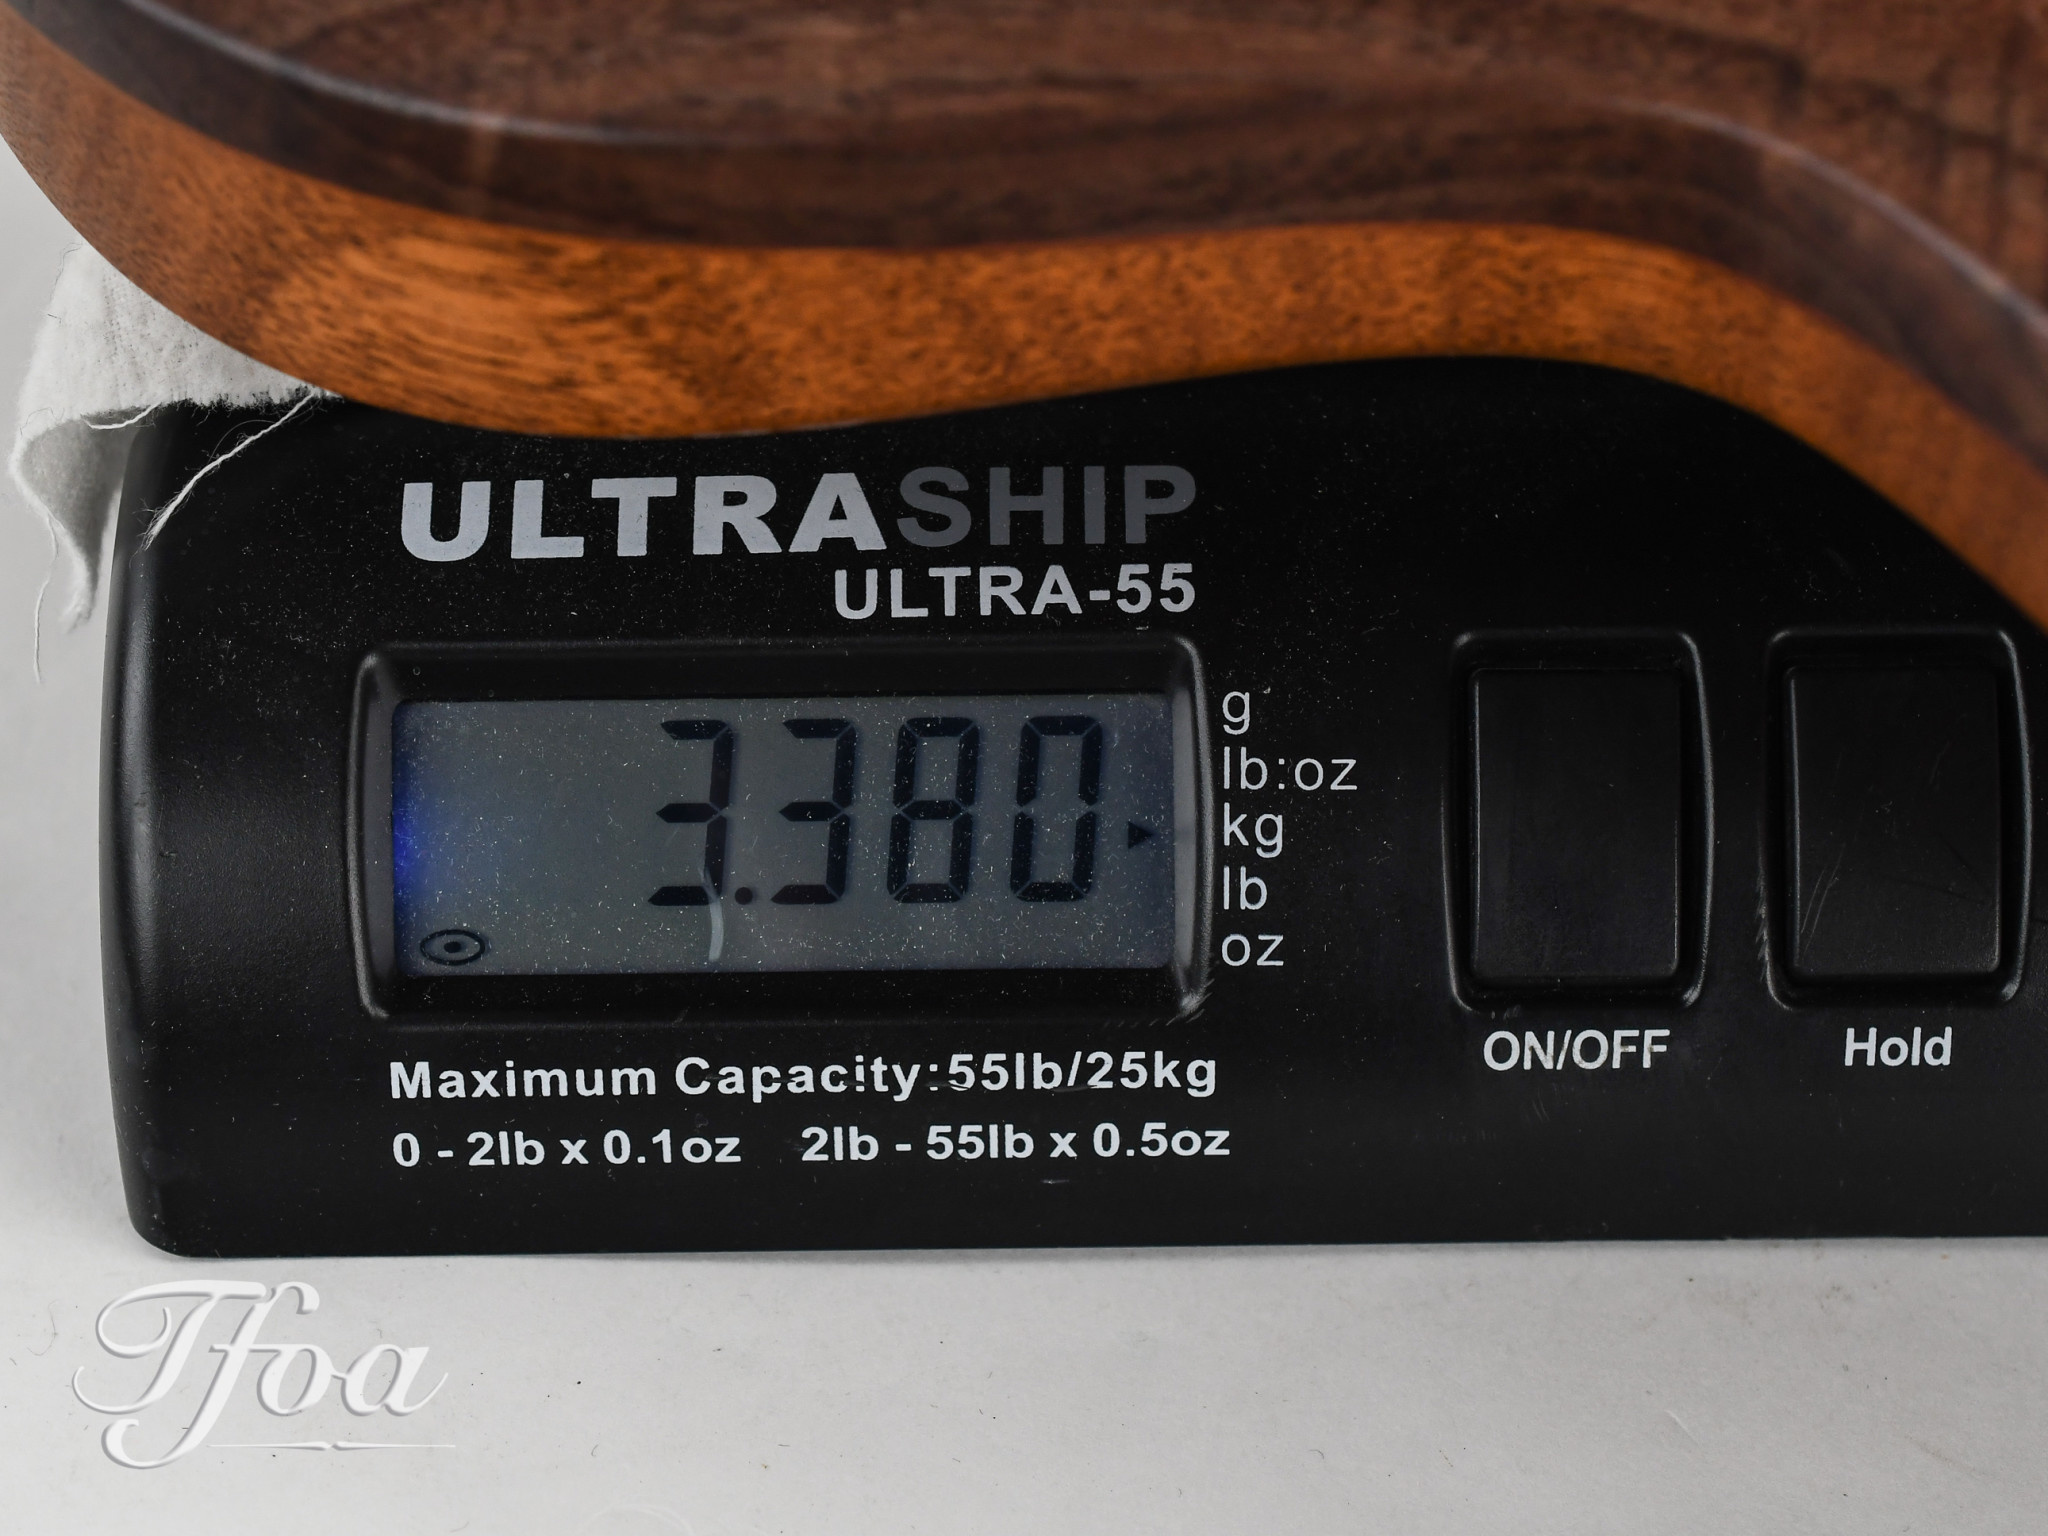 ULTRASHIP
ULTRA-55
3.380
g
lb:oz
kg
lb
oz
ON/OFF
Hold
Maximum Capacity:55lb/25kg
0 - 2lb x 0.1oz 2lb - 55lb x 0.5oz
Tfoa